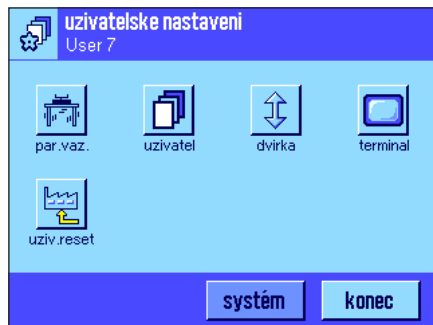 uzivatelske nastaveni
User 7
par.vaz.
uzivatel
dvirka
terminal
uziv.reset
systém
konec